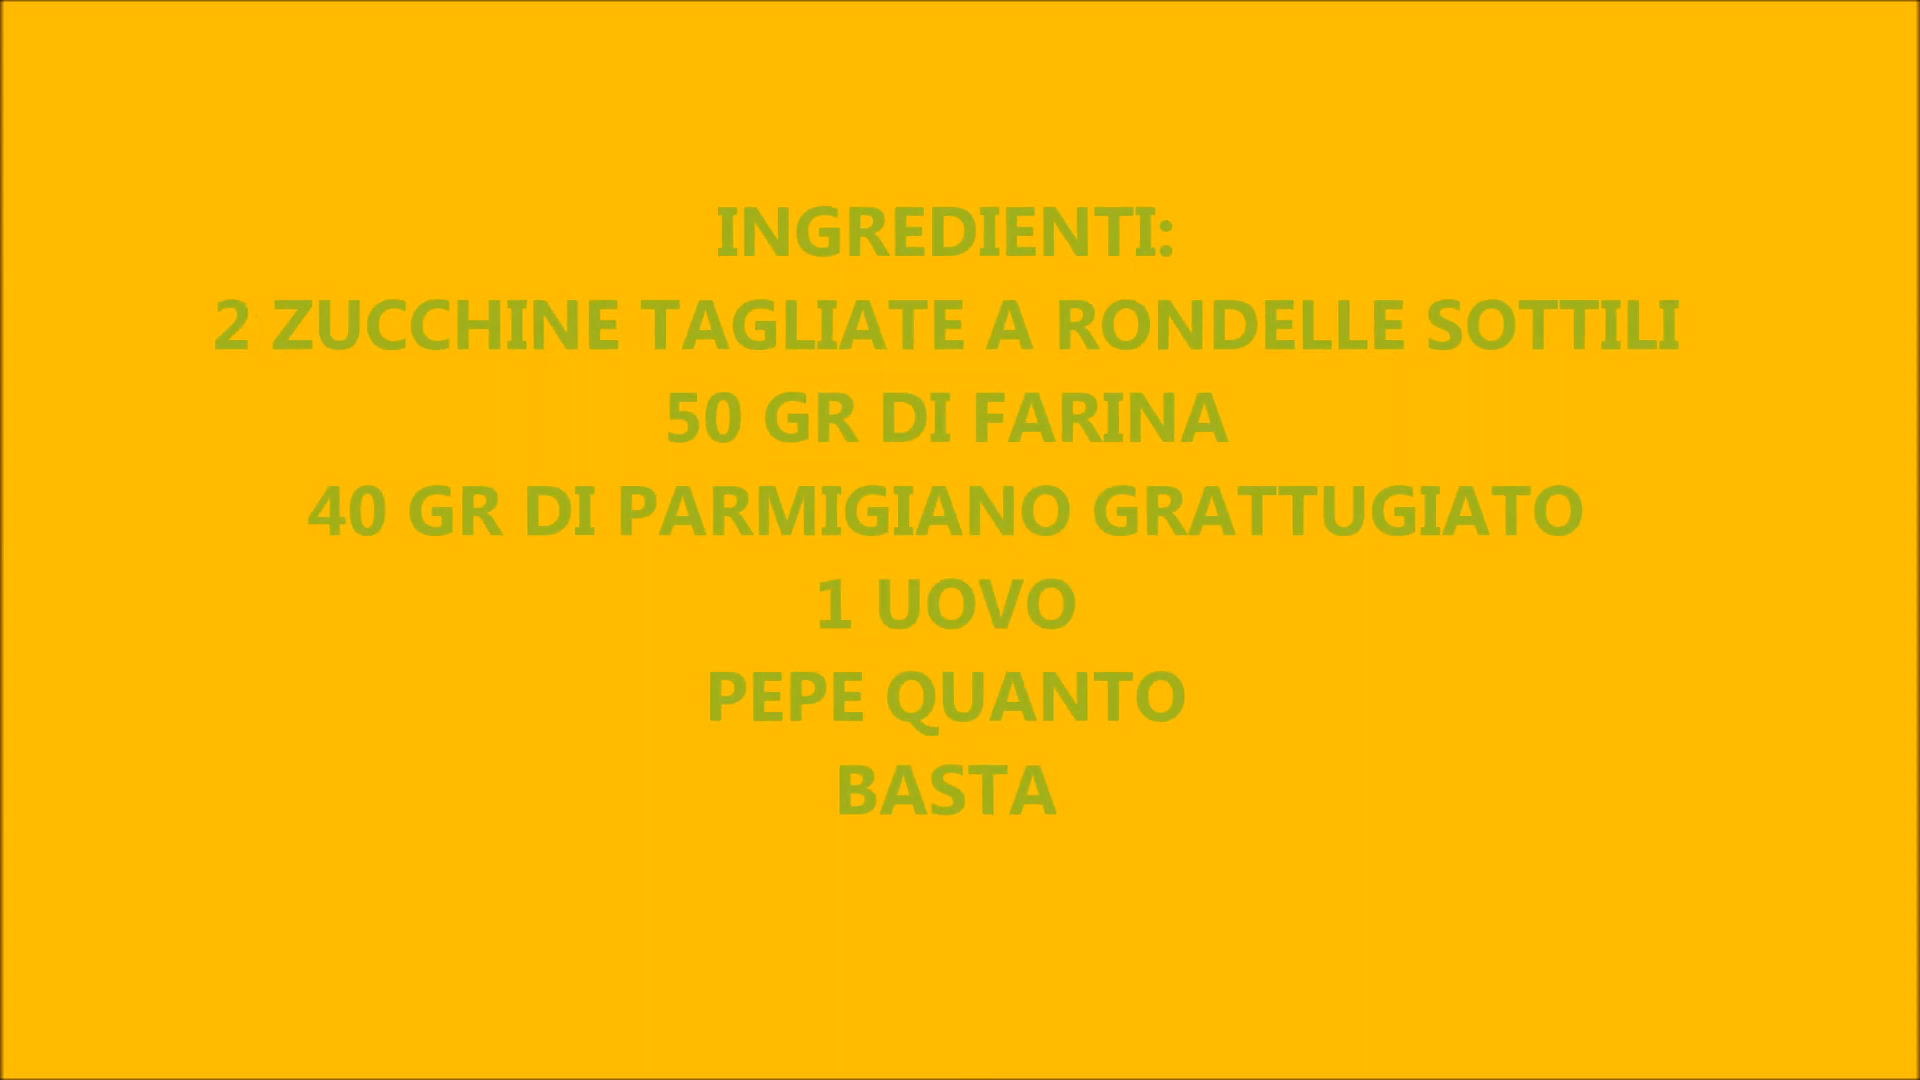 INGREDIENTI:
2 ZUCCHINE TAGLIATE A RONDELLE SOTTILI
50 GR DI FARINA
40 GR DI PARMIGIANO GRATTUGIATO
1 UOVO
PEPE QUANTO
BASTA